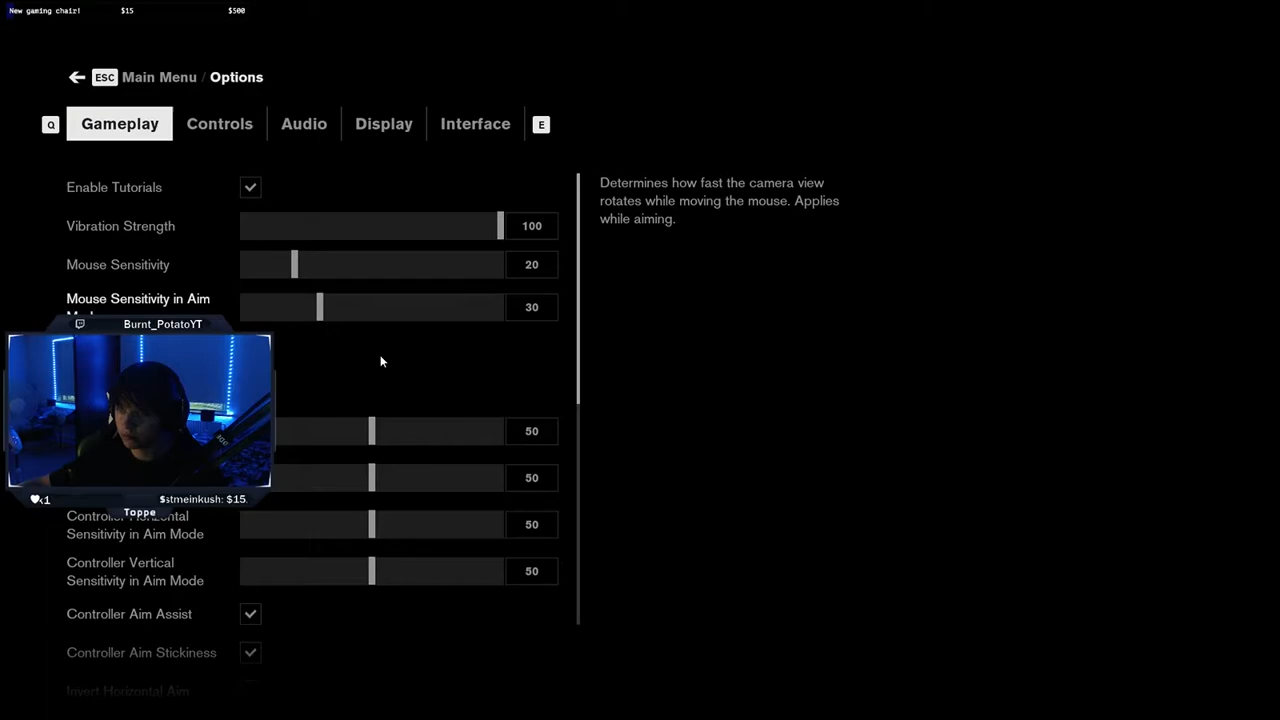 New gaming chair! $15 $500
ESC Main Menu / Options
Q Gameplay Controls Audio Display Interface E
Enable Tutorials
Vibration Strength 100
Mouse Sensitivity 20
Mouse Sensitivity in Aim 30
Determines how fast the camera view
rotates while moving the mouse. Applies
while aiming.
Burnt_PotatoYT
50
50
x1 $stmeinkush: $15.
Toppe
Controller Horizontal
Sensitivity in Aim Mode 50
Controller Vertical
Sensitivity in Aim Mode 50
Controller Aim Assist
Controller Aim Stickiness
Invert Horizontal Aim